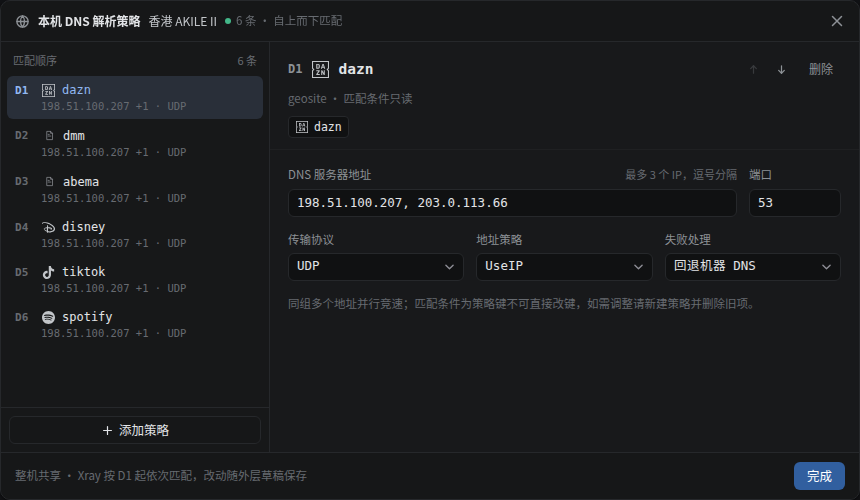 本机 DNS 解析策略 香港 AKILE II 6 条 • 自上而下匹配
匹配顺序 6 条
D1 dazn
198.51.100.207 +1 · UDP
D2 dmm
198.51.100.207 +1 · UDP
D3 abema
198.51.100.207 +1 · UDP
D4 disney
198.51.100.207 +1 · UDP
D5 tiktok
198.51.100.207 +1 · UDP
D6 spotify
198.51.100.207 +1 · UDP
+ 添加策略
D1 DAZN dazn ↑ ↓ 删除
geosite • 匹配条件只读
DAZN dazn
DNS 服务器地址 最多 3 个 IP，逗号分隔 端口
198.51.100.207, 203.0.113.66 53
传输协议 地址策略 失败处理
UDP UseIP 回退机器 DNS
同组多个地址并行竞速；匹配条件为策略键不可直接改键，如需调整请新建策略并删除旧项。
整机共享 • Xray 按 D1 起依次匹配，改动随外层草稿保存
完成